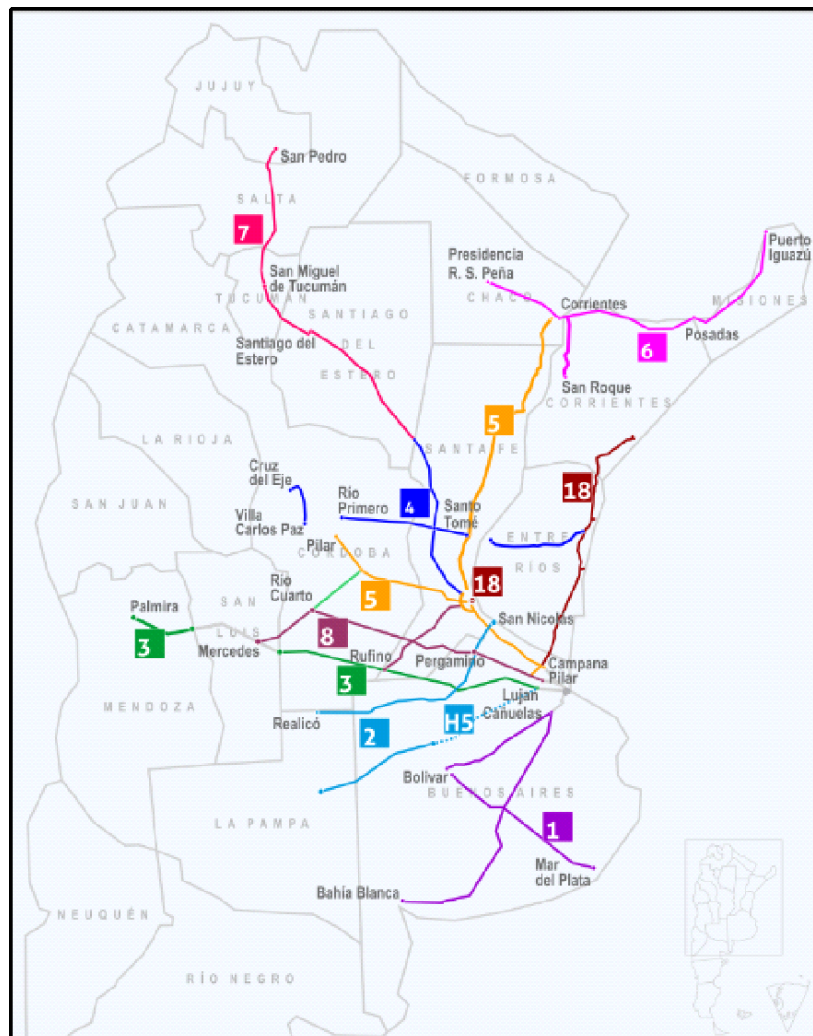 JUJUY
San Pedro
FORMOSA
SALTA
7
Puerto
Iguazú
Presidencia
R. S. Peña
San Miguel
de Tucumán
TUCUMÁN
CHACO
Corrientes
MISIONES
SANTIAGO
DEL
ESTERO
CATAMARCA
Santiago del
Estero
Posadas
6
San Roque
CORRIENTES
5
SANTA FE
LA RIOJA
Cruz
del Eje
18
SAN JUAN
Río
Primero
4
Santo
Tomé
Villa
Carlos Paz
Pilar
CÓRDOBA
ENTRE
RÍOS
Río
Cuarto
5
18
SAN
LUIS
Palmira
San Nicolas
3
Mercedes
8
Rufino
Pergamino
Campana
Pilar
3
MENDOZA
Luján
Cañuelas
Realicó
2
H5
Bolívar
BUENOS AIRES
LA PAMPA
1
Mar
del Plata
Bahía Blanca
NEUQUÉN
RÍO NEGRO